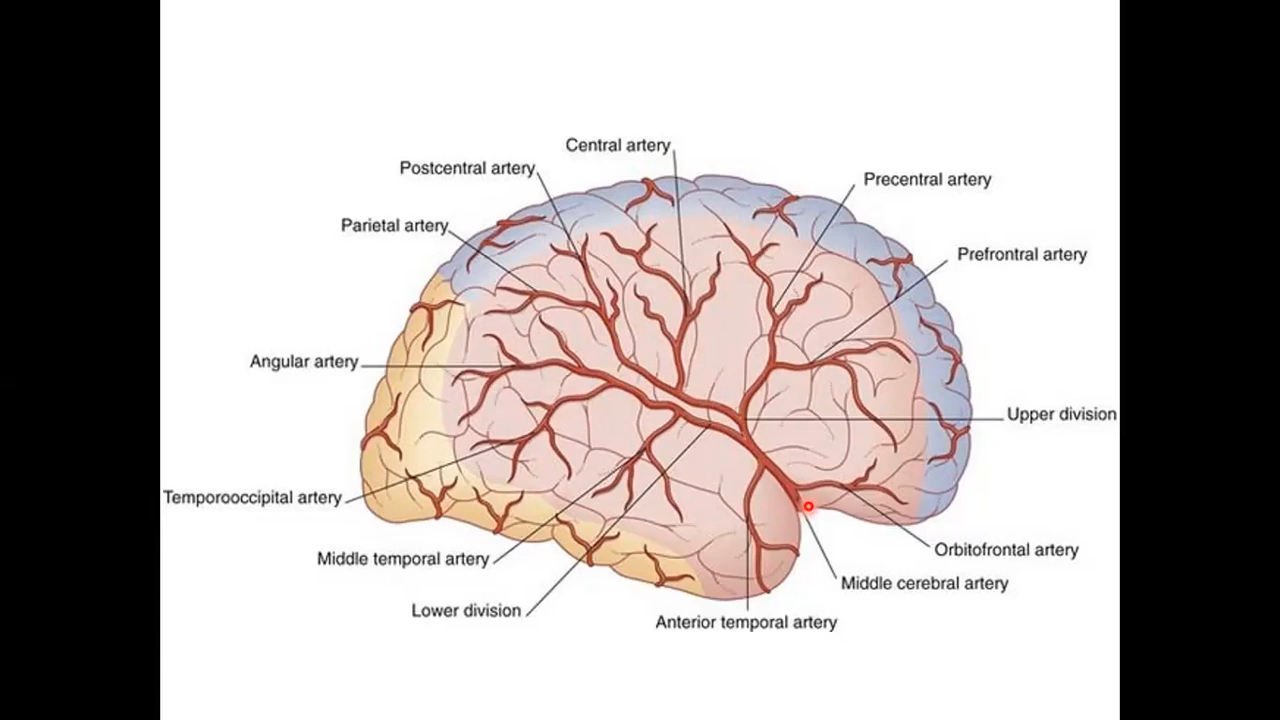 Central artery
Postcentral artery
Precentral artery
Parietal artery
Prefrontal artery
Angular artery
Upper division
Temporooccipital artery
Orbitofrontal artery
Middle temporal artery
Middle cerebral artery
Lower division
Anterior temporal artery